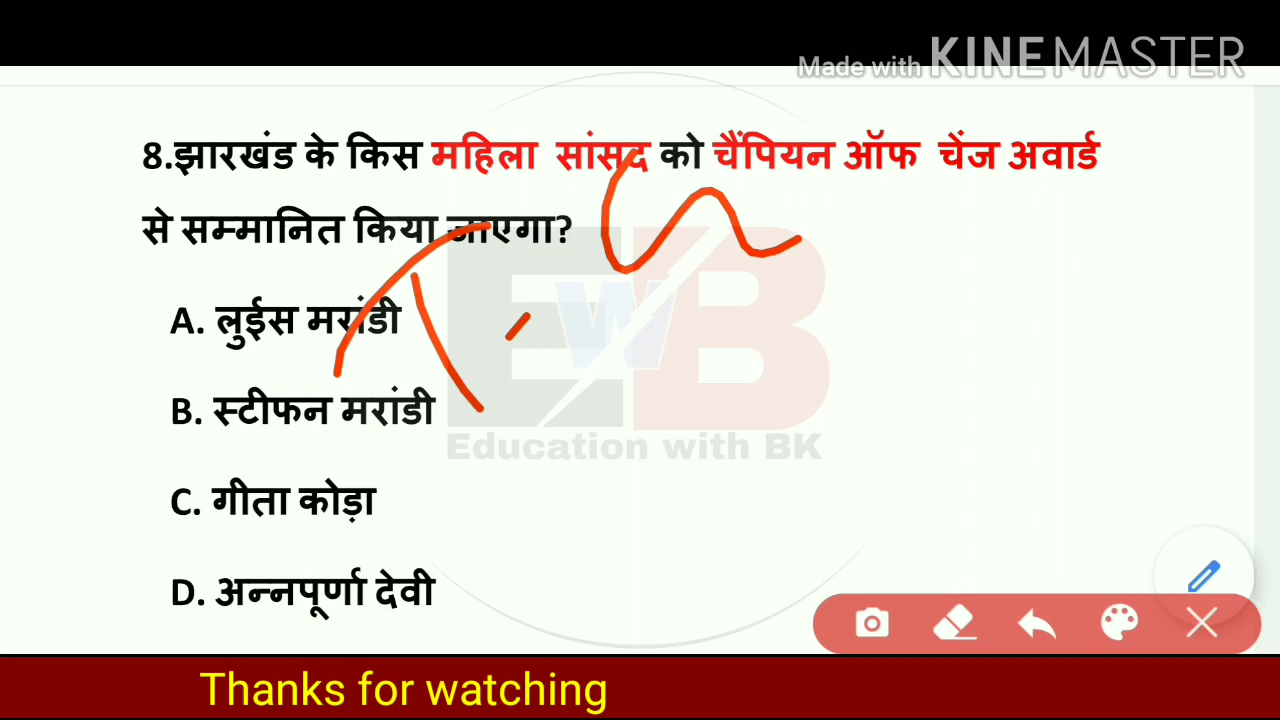 Made with KINEMASTER
8.झारखंड के किस महिला सांसद को चैंपियन ऑफ चेंज अवार्ड
से सम्मानित किया जाएगा?
A. लुईस मरांडी
B. स्टीफन मरांडी
C. गीता कोड़ा
D. अन्नपूर्णा देवी
EWB
Education with BK
Thanks for watching